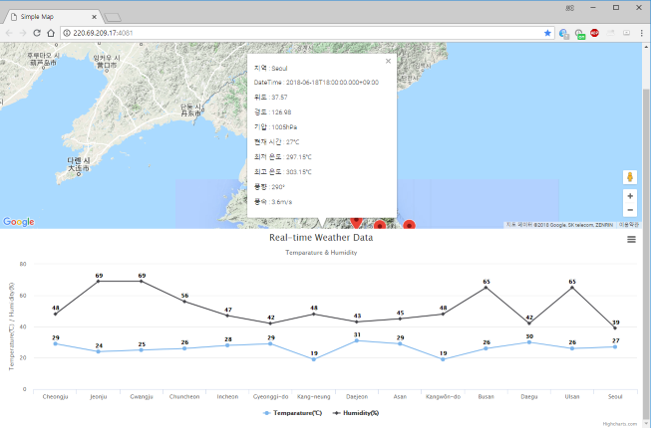 Simple Map
220.69.209.17:4081
후루다오 시
葫芦岛市
잉커우 시
营口市
단둥 시
丹东市
다롄 시
大连市
지역 : Seoul
DateTime : 2018-06-18T18:00:00.000+09:00
위도 : 37.57
경도 : 126.98
기압 : 1005hPa
현재 시간 : 27℃
최저 온도 : 297.15℃
최고 온도 : 303.15℃
풍향 : 290°
풍속 : 3.6m/s
Google
지도 데이터 ©2018 Google, SK telecom, ZENRIN
이용약관
Real-time Weather Data
Temperature & Humidity
Temperature(℃) / Humidity(%)
80
60
40
20
0
48 69 69 56 47 42 48 43 45 48 65 42 65 39
29 24 25 26 28 29 19 31 29 19 26 30 26 27
Cheongju Jeonju Gwangju Chuncheon Incheon Gyeonggi-do Kang-neung Daejeon Asan Kangwŏn-do Busan Daegu Ulsan Seoul
Temparature(℃) Humidity(%)
Highcharts.com